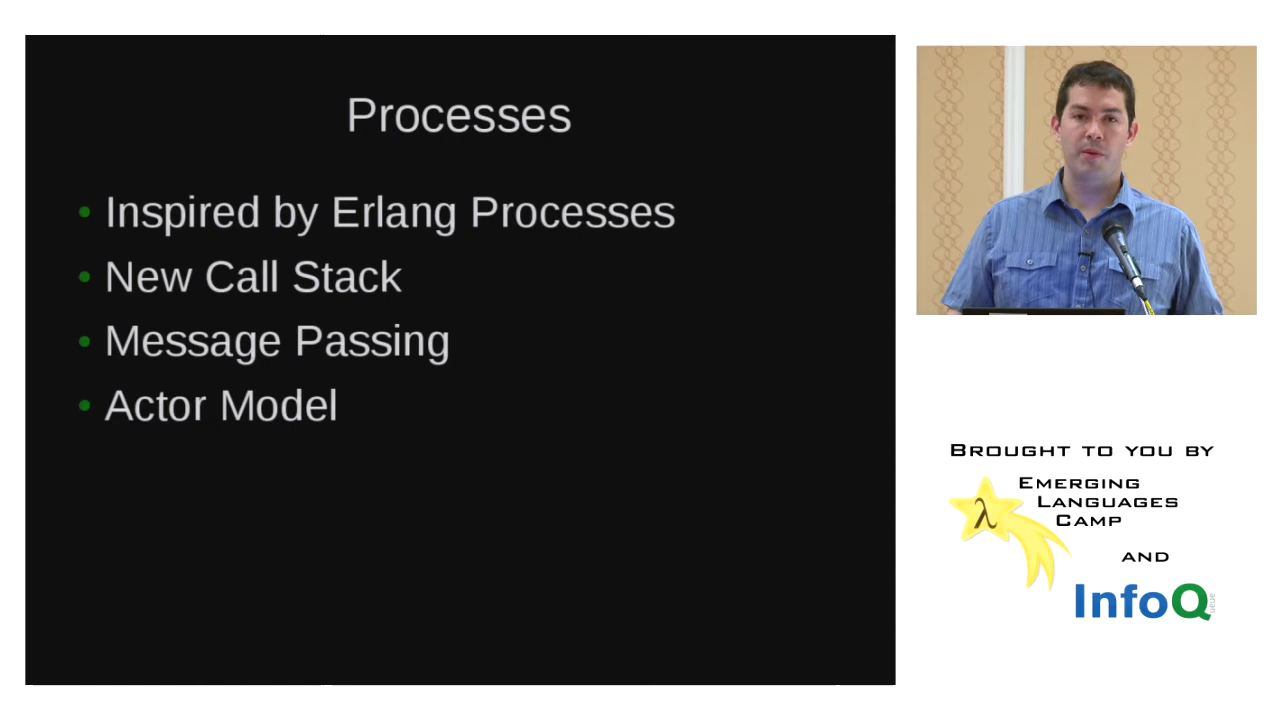 Processes
Inspired by Erlang Processes
New Call Stack
Message Passing
Actor Model
BROUGHT TO YOU BY
EMERGING
LANGUAGES
CAMP
λ
AND
InfoQ
ueue